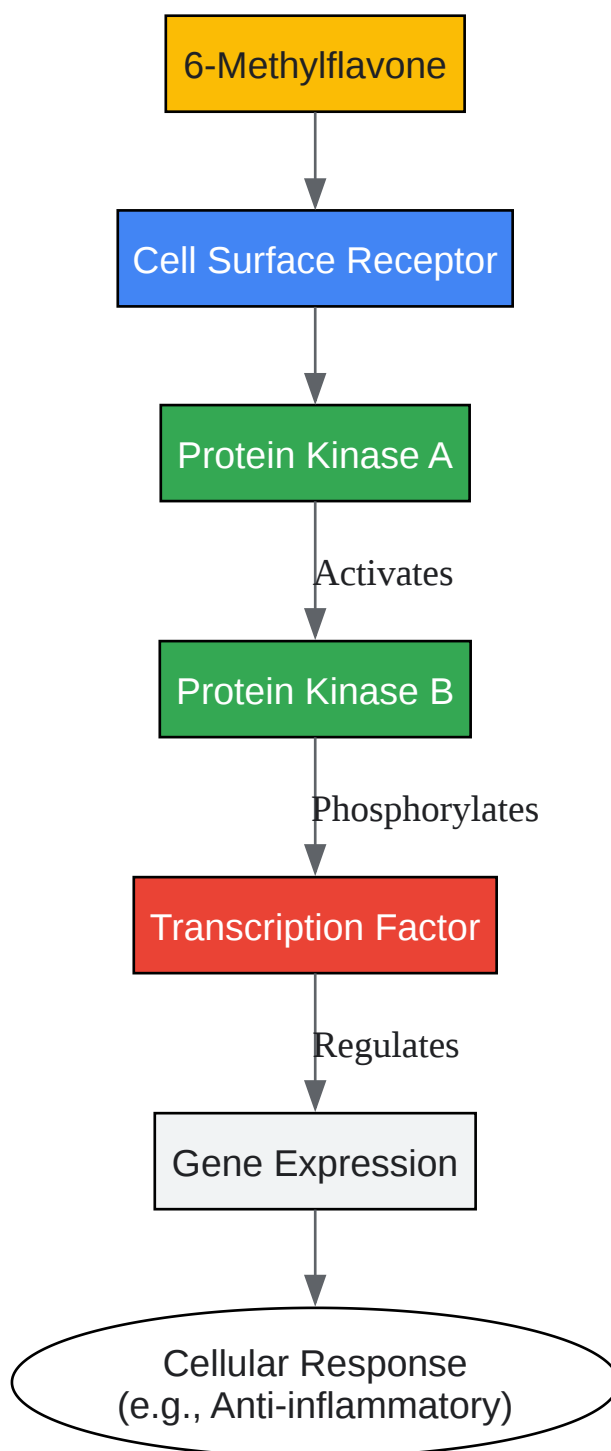 6-Methylflavone
Cell Surface Receptor
Protein Kinase A
Activates
Protein Kinase B
Phosphorylates
Transcription Factor
Regulates
Gene Expression
Cellular Response
(e.g., Anti-inflammatory)